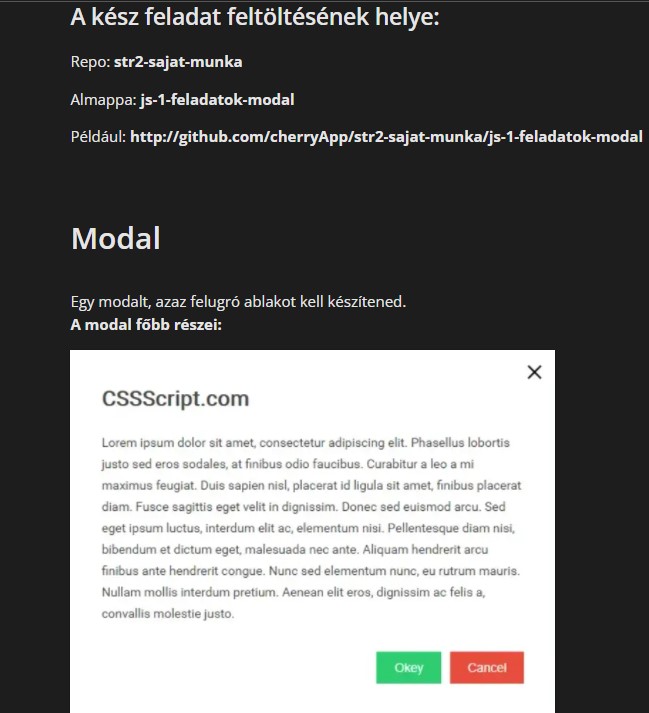 A kész feladat feltöltésének helye:
Repo: str2-sajat-munka
Almappa: js-1-feladatok-modal
Például: http://github.com/cherryApp/str2-sajat-munka/js-1-feladatok-modal
Modal
Egy modalt, azaz felugró ablakot kell készítened.
A modal főbb részei:
CSSScript.com
Lorem ipsum dolor sit amet, consectetur adipiscing elit. Phasellus lobortis
justo sed eros sodales, at finibus odio faucibus. Curabitur a leo a mi
maximus feugiat. Duis sapien nisl, placerat id ligula sit amet, finibus placerat
diam. Fusce sagittis eget velit in dignissim. Donec sed euismod arcu. Sed
eget ipsum luctus, interdum elit ac, elementum nisi. Pellentesque diam nisi,
bibendum et dictum eget, malesuada nec ante. Aliquam hendrerit arcu
finibus ante hendrerit congue. Nunc sed elementum nunc, eu rutrum mauris.
Nullam mollis interdum pretium. Aenean elit eros, dignissim ac felis a,
convallis molestie justo.
Okey Cancel